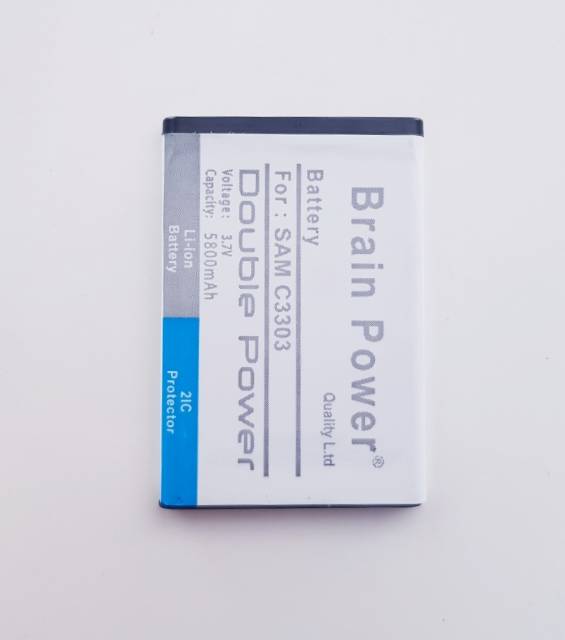 Brain Power®
Quality L.td
Battery
For : SAM C3303
Double Power
Voltage: 3.7V
Capacity: 5800mAh
Li-ion
Battery
2IC
Protector